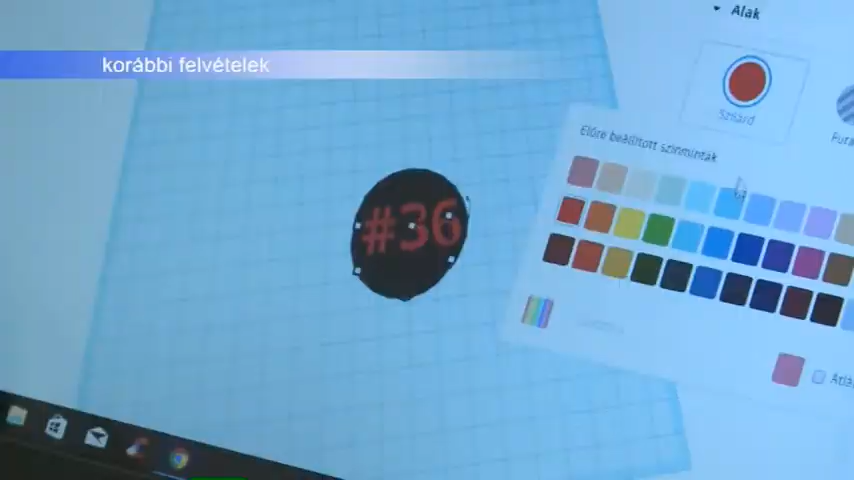 Alak
korábbi felvételek
Szilárd
Előre beállított színminták
#36